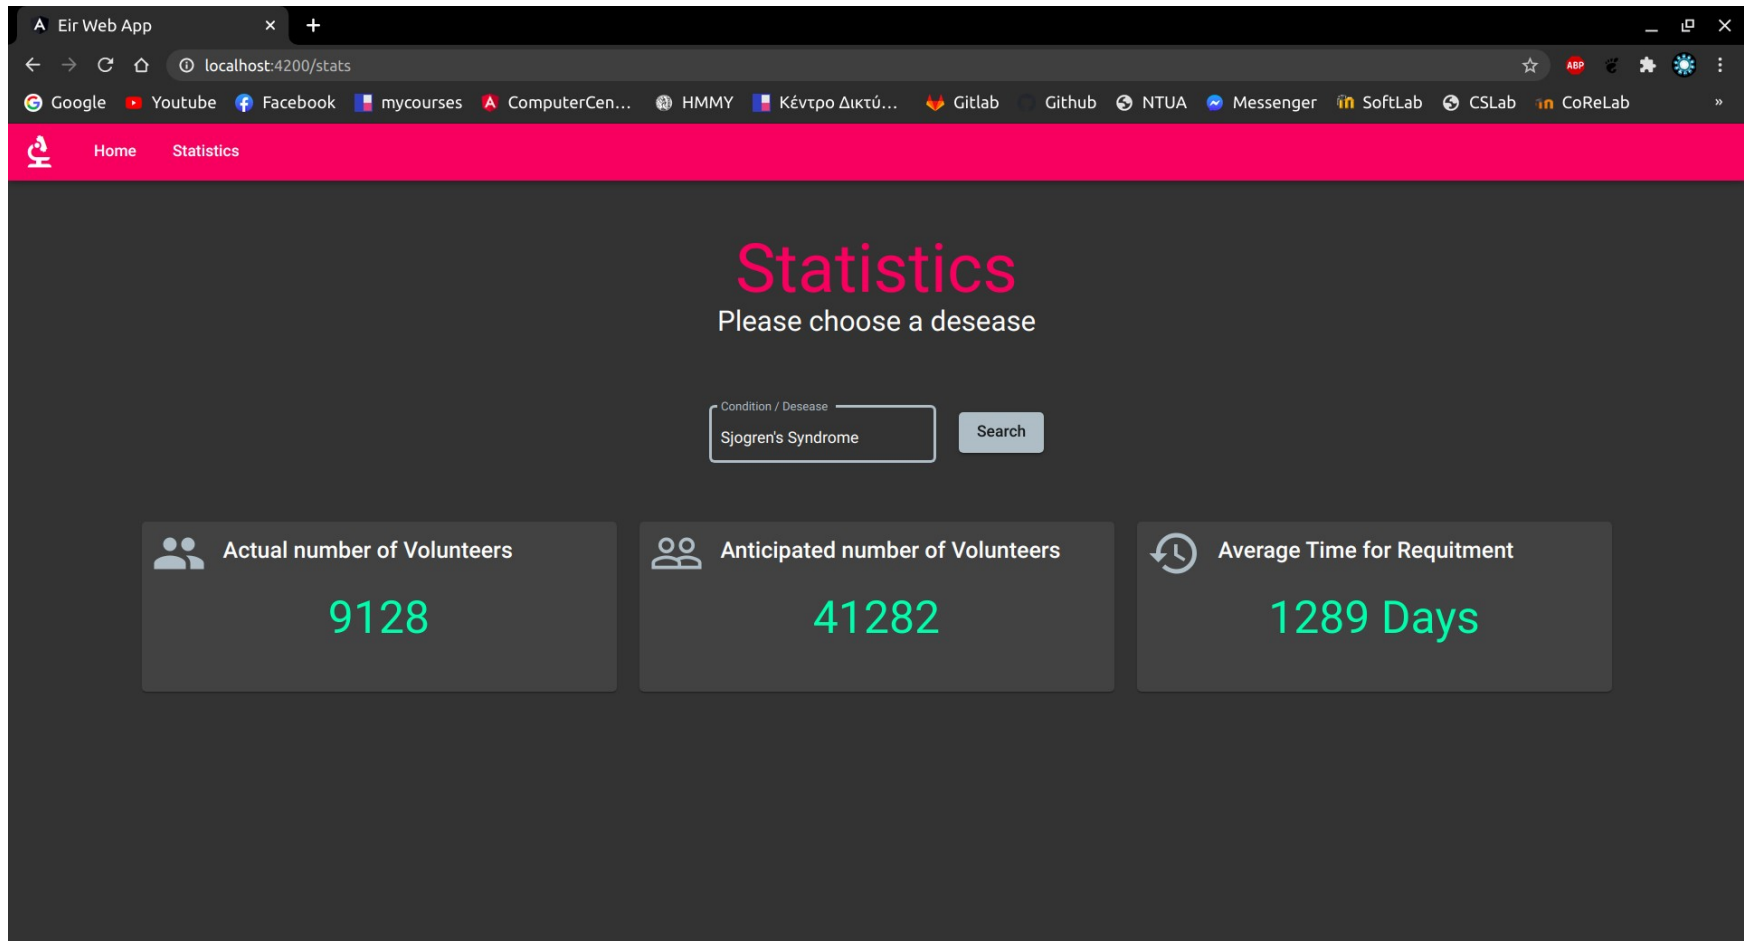 Eir Web App
localhost:4200/stats
ABP
Google Youtube Facebook mycourses ComputerCen... HMMY Κέντρο Δικτύ... Gitlab Github NTUA Messenger SoftLab CSLab CoReLab »
Home Statistics
Statistics
Please choose a desease
Condition / Desease
Sjogren's Syndrome
Search
Actual number of Volunteers
9128
Anticipated number of Volunteers
41282
Average Time for Requitment
1289 Days